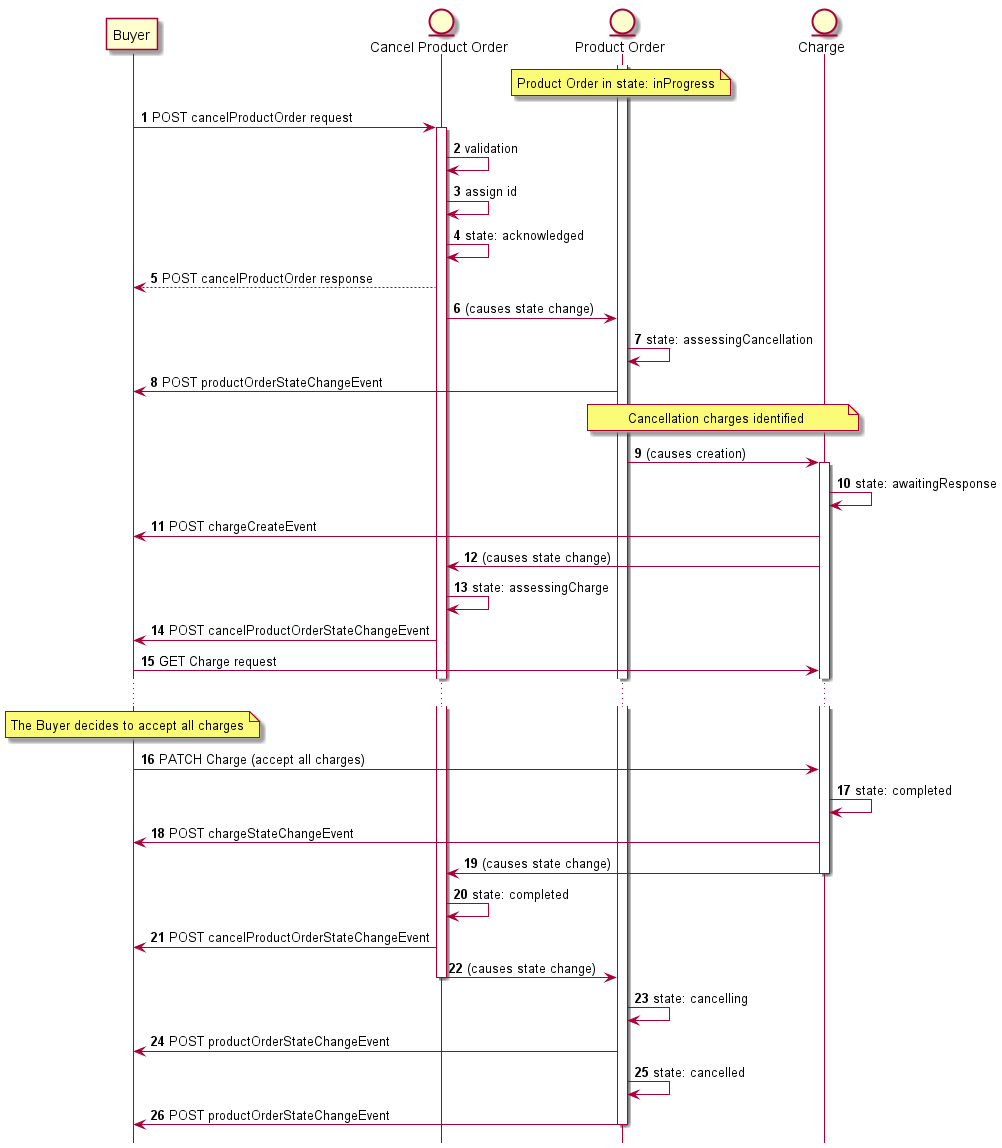 Buyer
Cancel Product Order
Product Order
Charge
Product Order in state: inProgress
1 POST cancelProductOrder request
2 validation
3 assign id
4 state: acknowledged
5 POST cancelProductOrder response
6 (causes state change)
7 state: assessingCancellation
8 POST productOrderStateChangeEvent
Cancellation charges identified
9 (causes creation)
10 state: awaitingResponse
11 POST chargeCreateEvent
12 (causes state change)
13 state: assessingCharge
14 POST cancelProductOrderStateChangeEvent
15 GET Charge request
The Buyer decides to accept all charges
16 PATCH Charge (accept all charges)
17 state: completed
18 POST chargeStateChangeEvent
19 (causes state change)
20 state: completed
21 POST cancelProductOrderStateChangeEvent
22 (causes state change)
23 state: cancelling
24 POST productOrderStateChangeEvent
25 state: cancelled
26 POST productOrderStateChangeEvent